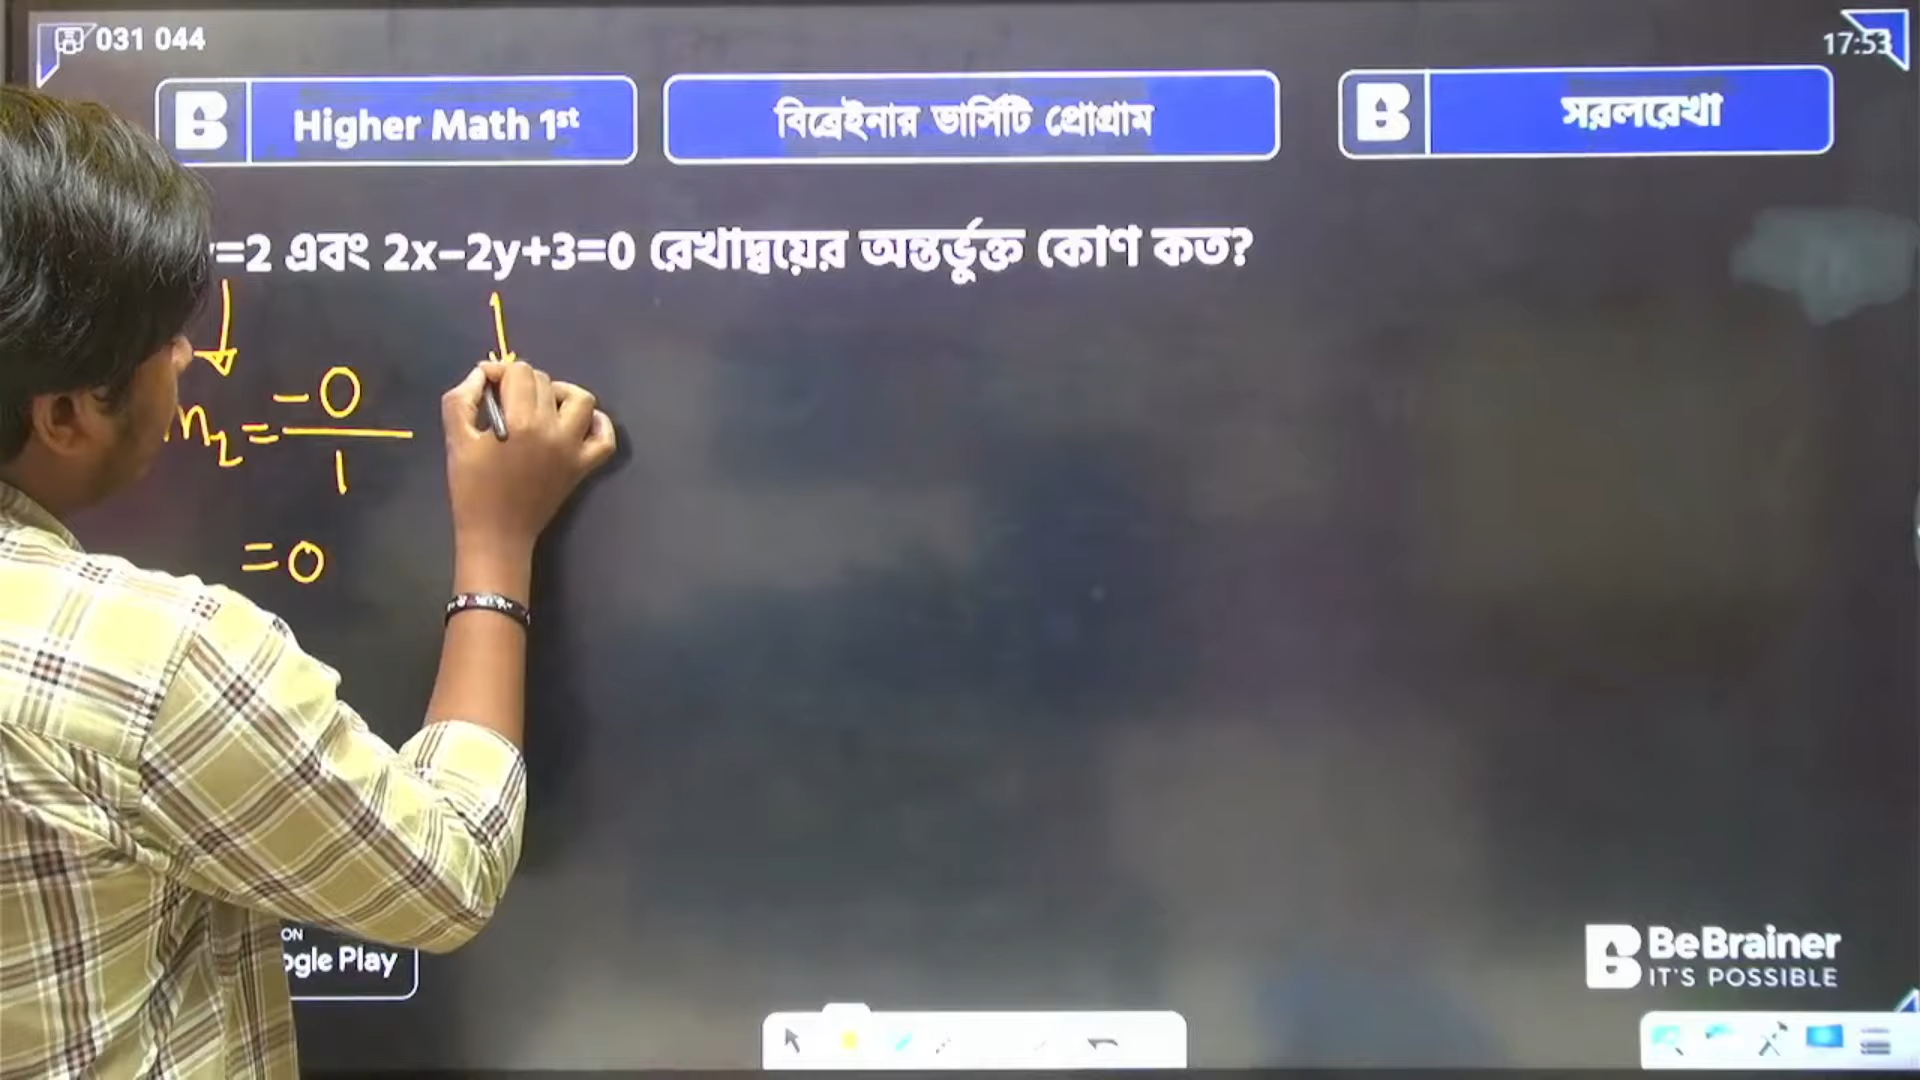 031 044
17:53
Higher Math 1st
বিব্রেইনার ভার্সিটি প্রোগ্রাম
সরলরেখা
=2 এবং 2x−2y+3=0 রেখাদ্বয়ের অন্তর্ভুক্ত কোণ কত?
m₂ = −0/1
=0
ON
ogle Play
BeBrainer
IT'S POSSIBLE